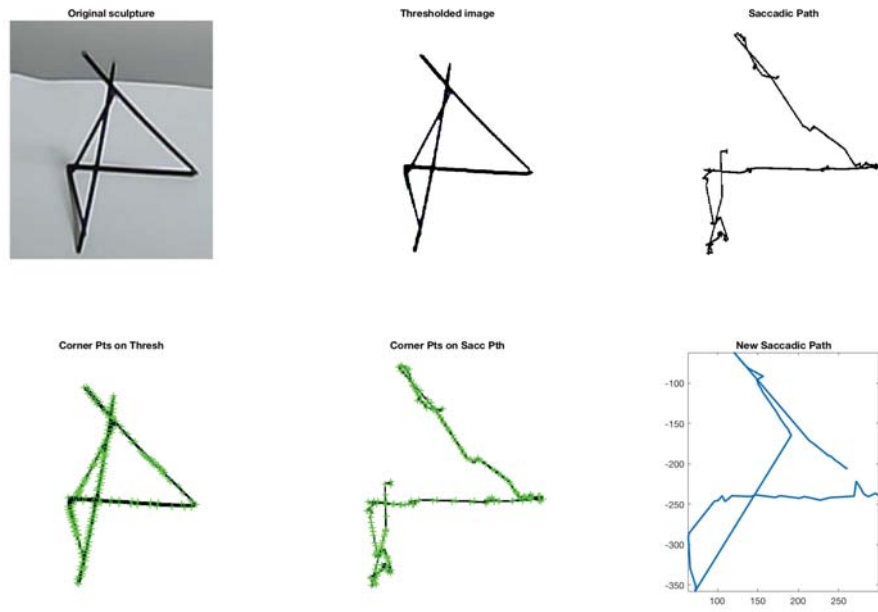 Original sculpture
Thresholded image
Saccadic Path
Corner Pts on Thresh
Corner Pts on Sacc Pth
New Saccadic Path
-100
-150
-200
-250
-300
-350
100 150 200 250